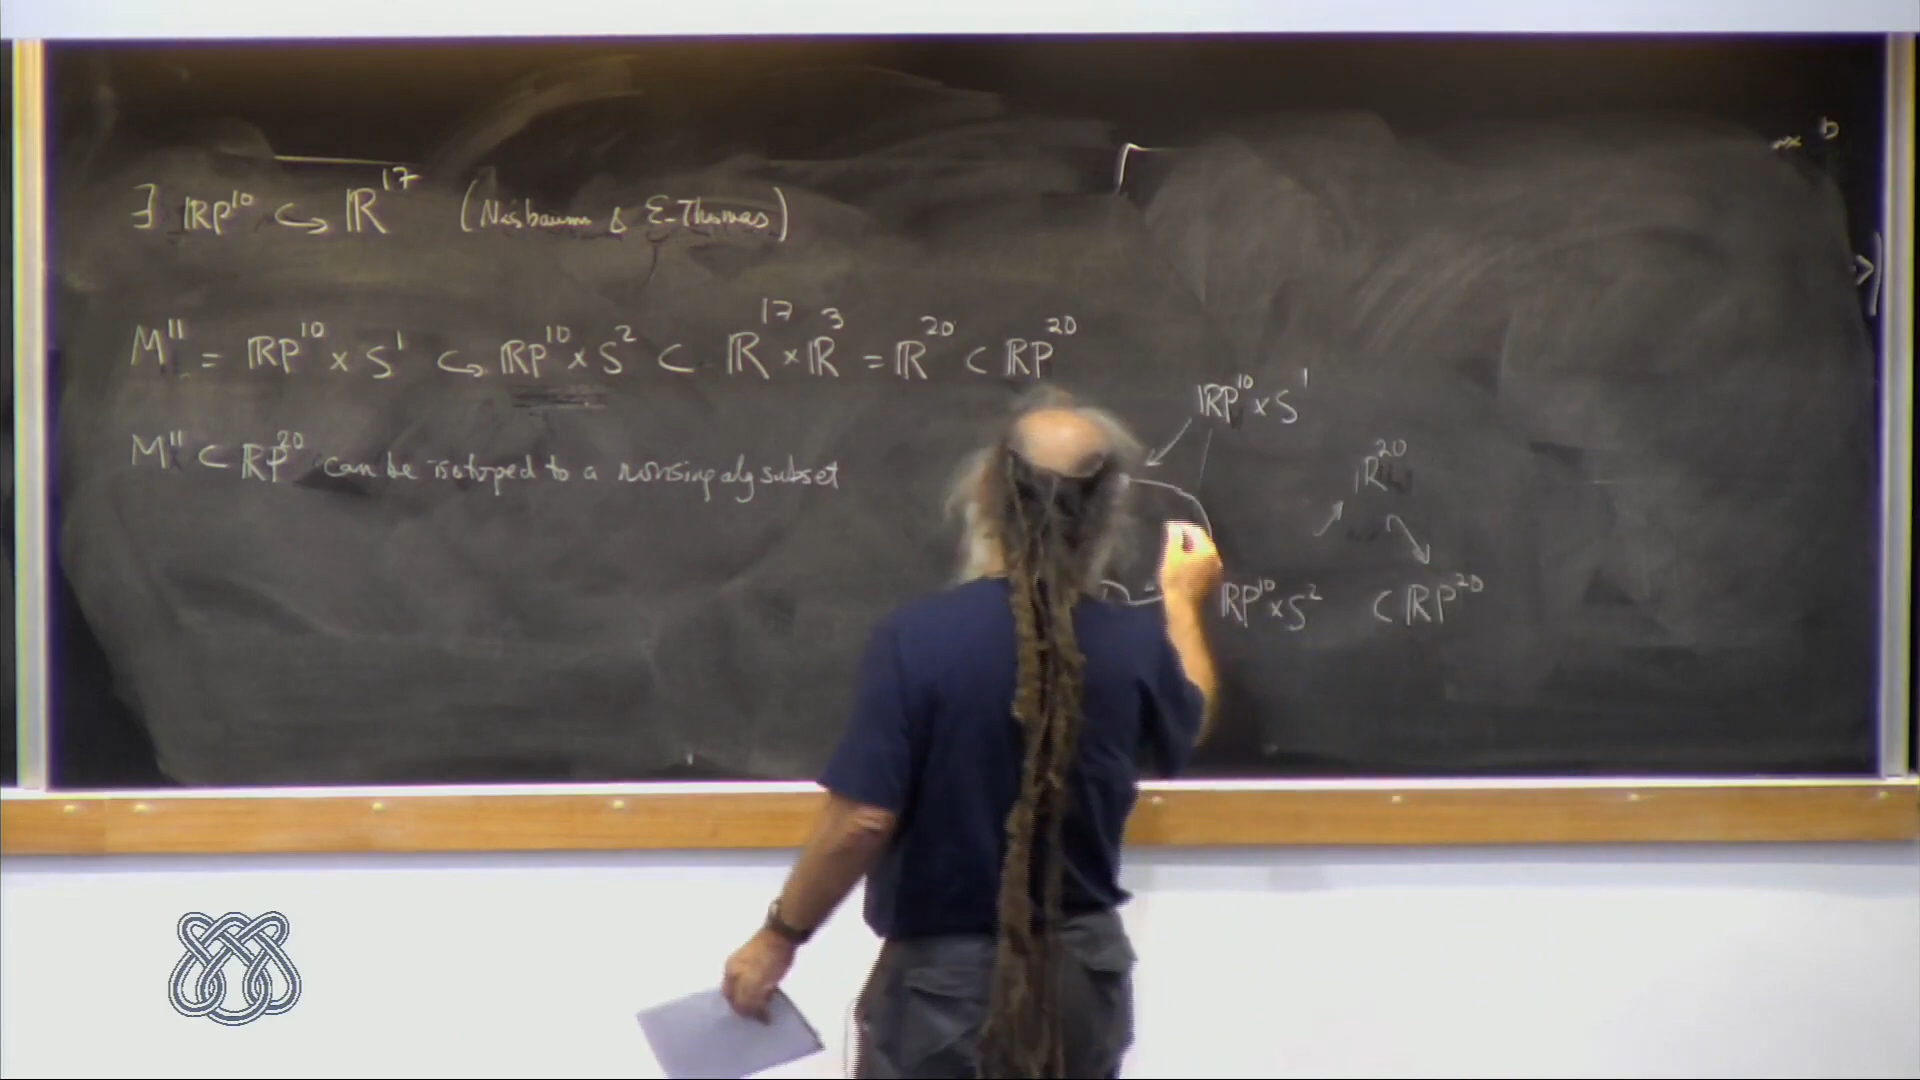 ∃ ℝP¹⁰ ↪ ℝ¹⁷ (Nusbaum & E. Thomas)
M¹¹ = ℝP¹⁰ × S¹ ↪ ℝP¹⁰ × S² ⊂ ℝ¹⁷ × ℝ³ = ℝ²⁰ ⊂ ℝP²⁰
M¹¹ ⊂ ℝP²⁰ can be isotoped to a nonsing alg subset
ℝP¹⁰ × S¹
ℝ²⁰
ℝP¹⁰ × S² ⊂ ℝP²⁰